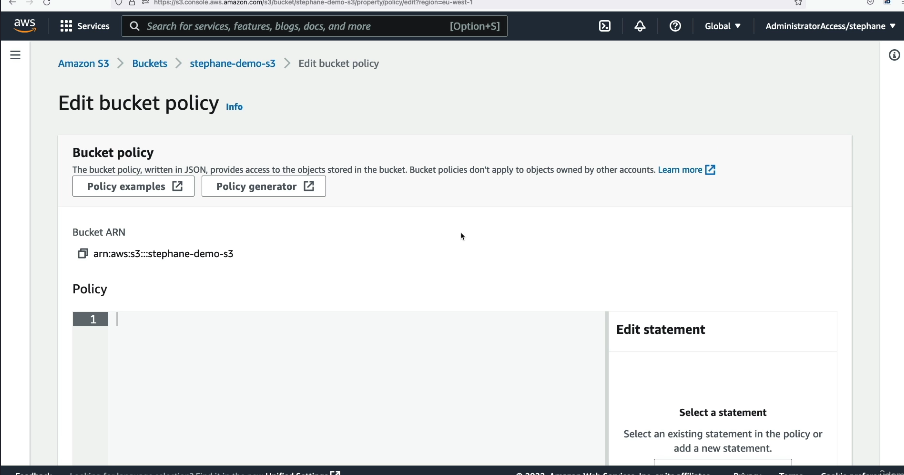 https://s3.console.aws.amazon.com/s3/bucket/stephane-demo-s3/property/policy/edit?region=eu-west-1
aws Services Search for services, features, blogs, docs, and more [Option+S] Global ▼ AdministratorAccess/stephane ▼
Amazon S3 > Buckets > stephane-demo-s3 > Edit bucket policy
Edit bucket policy Info
Bucket policy
The bucket policy, written in JSON, provides access to the objects stored in the bucket. Bucket policies don't apply to objects owned by other accounts. Learn more
Policy examples Policy generator
Bucket ARN
arn:aws:s3:::stephane-demo-s3
Policy
1
Edit statement
Select a statement
Select an existing statement in the policy or
add a new statement.